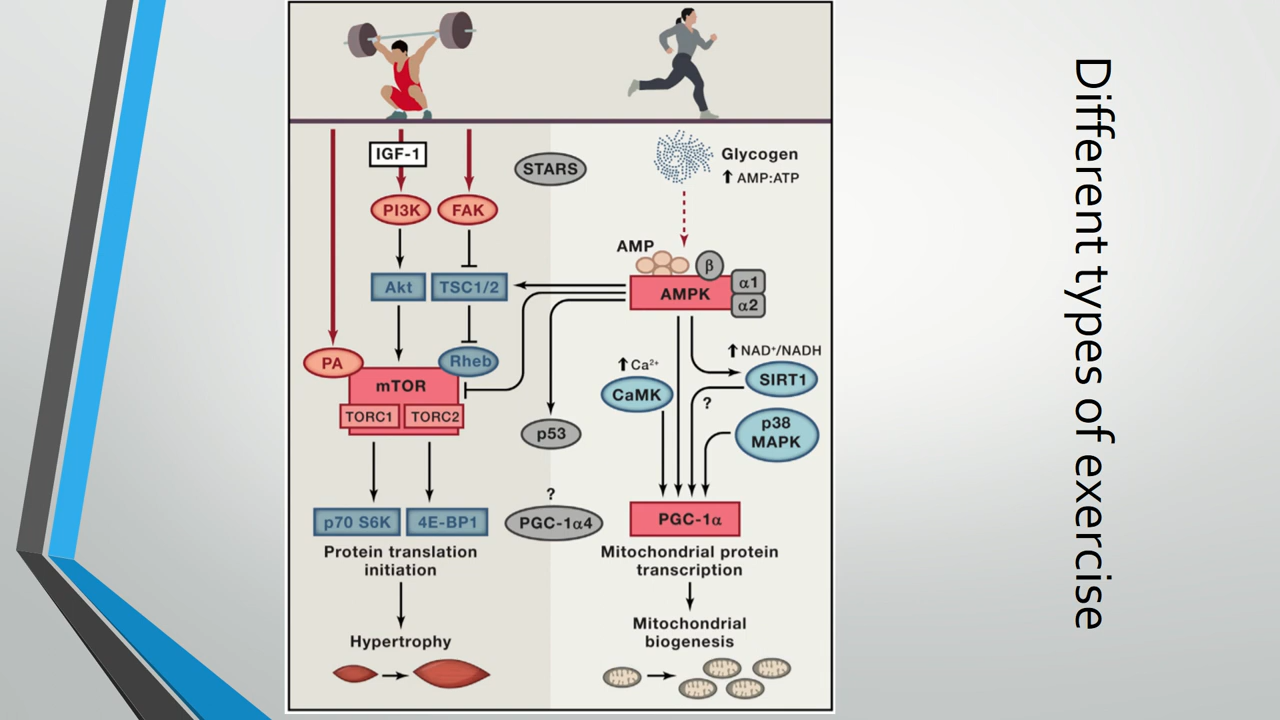 Different types of exercise
IGF-1
STARS
Glycogen
↑ AMP:ATP
PI3K
FAK
AMP
β
Akt
TSC1/2
AMPK
α1
α2
PA
Rheb
mTOR
TORC1
TORC2
↑ Ca²⁺
CaMK
↑ NAD⁺/NADH
SIRT1
?
p38
MAPK
p53
?
p70 S6K
4E-BP1
PGC-1α4
PGC-1α
Protein translation
initiation
Mitochondrial protein
transcription
Hypertrophy
Mitochondrial
biogenesis